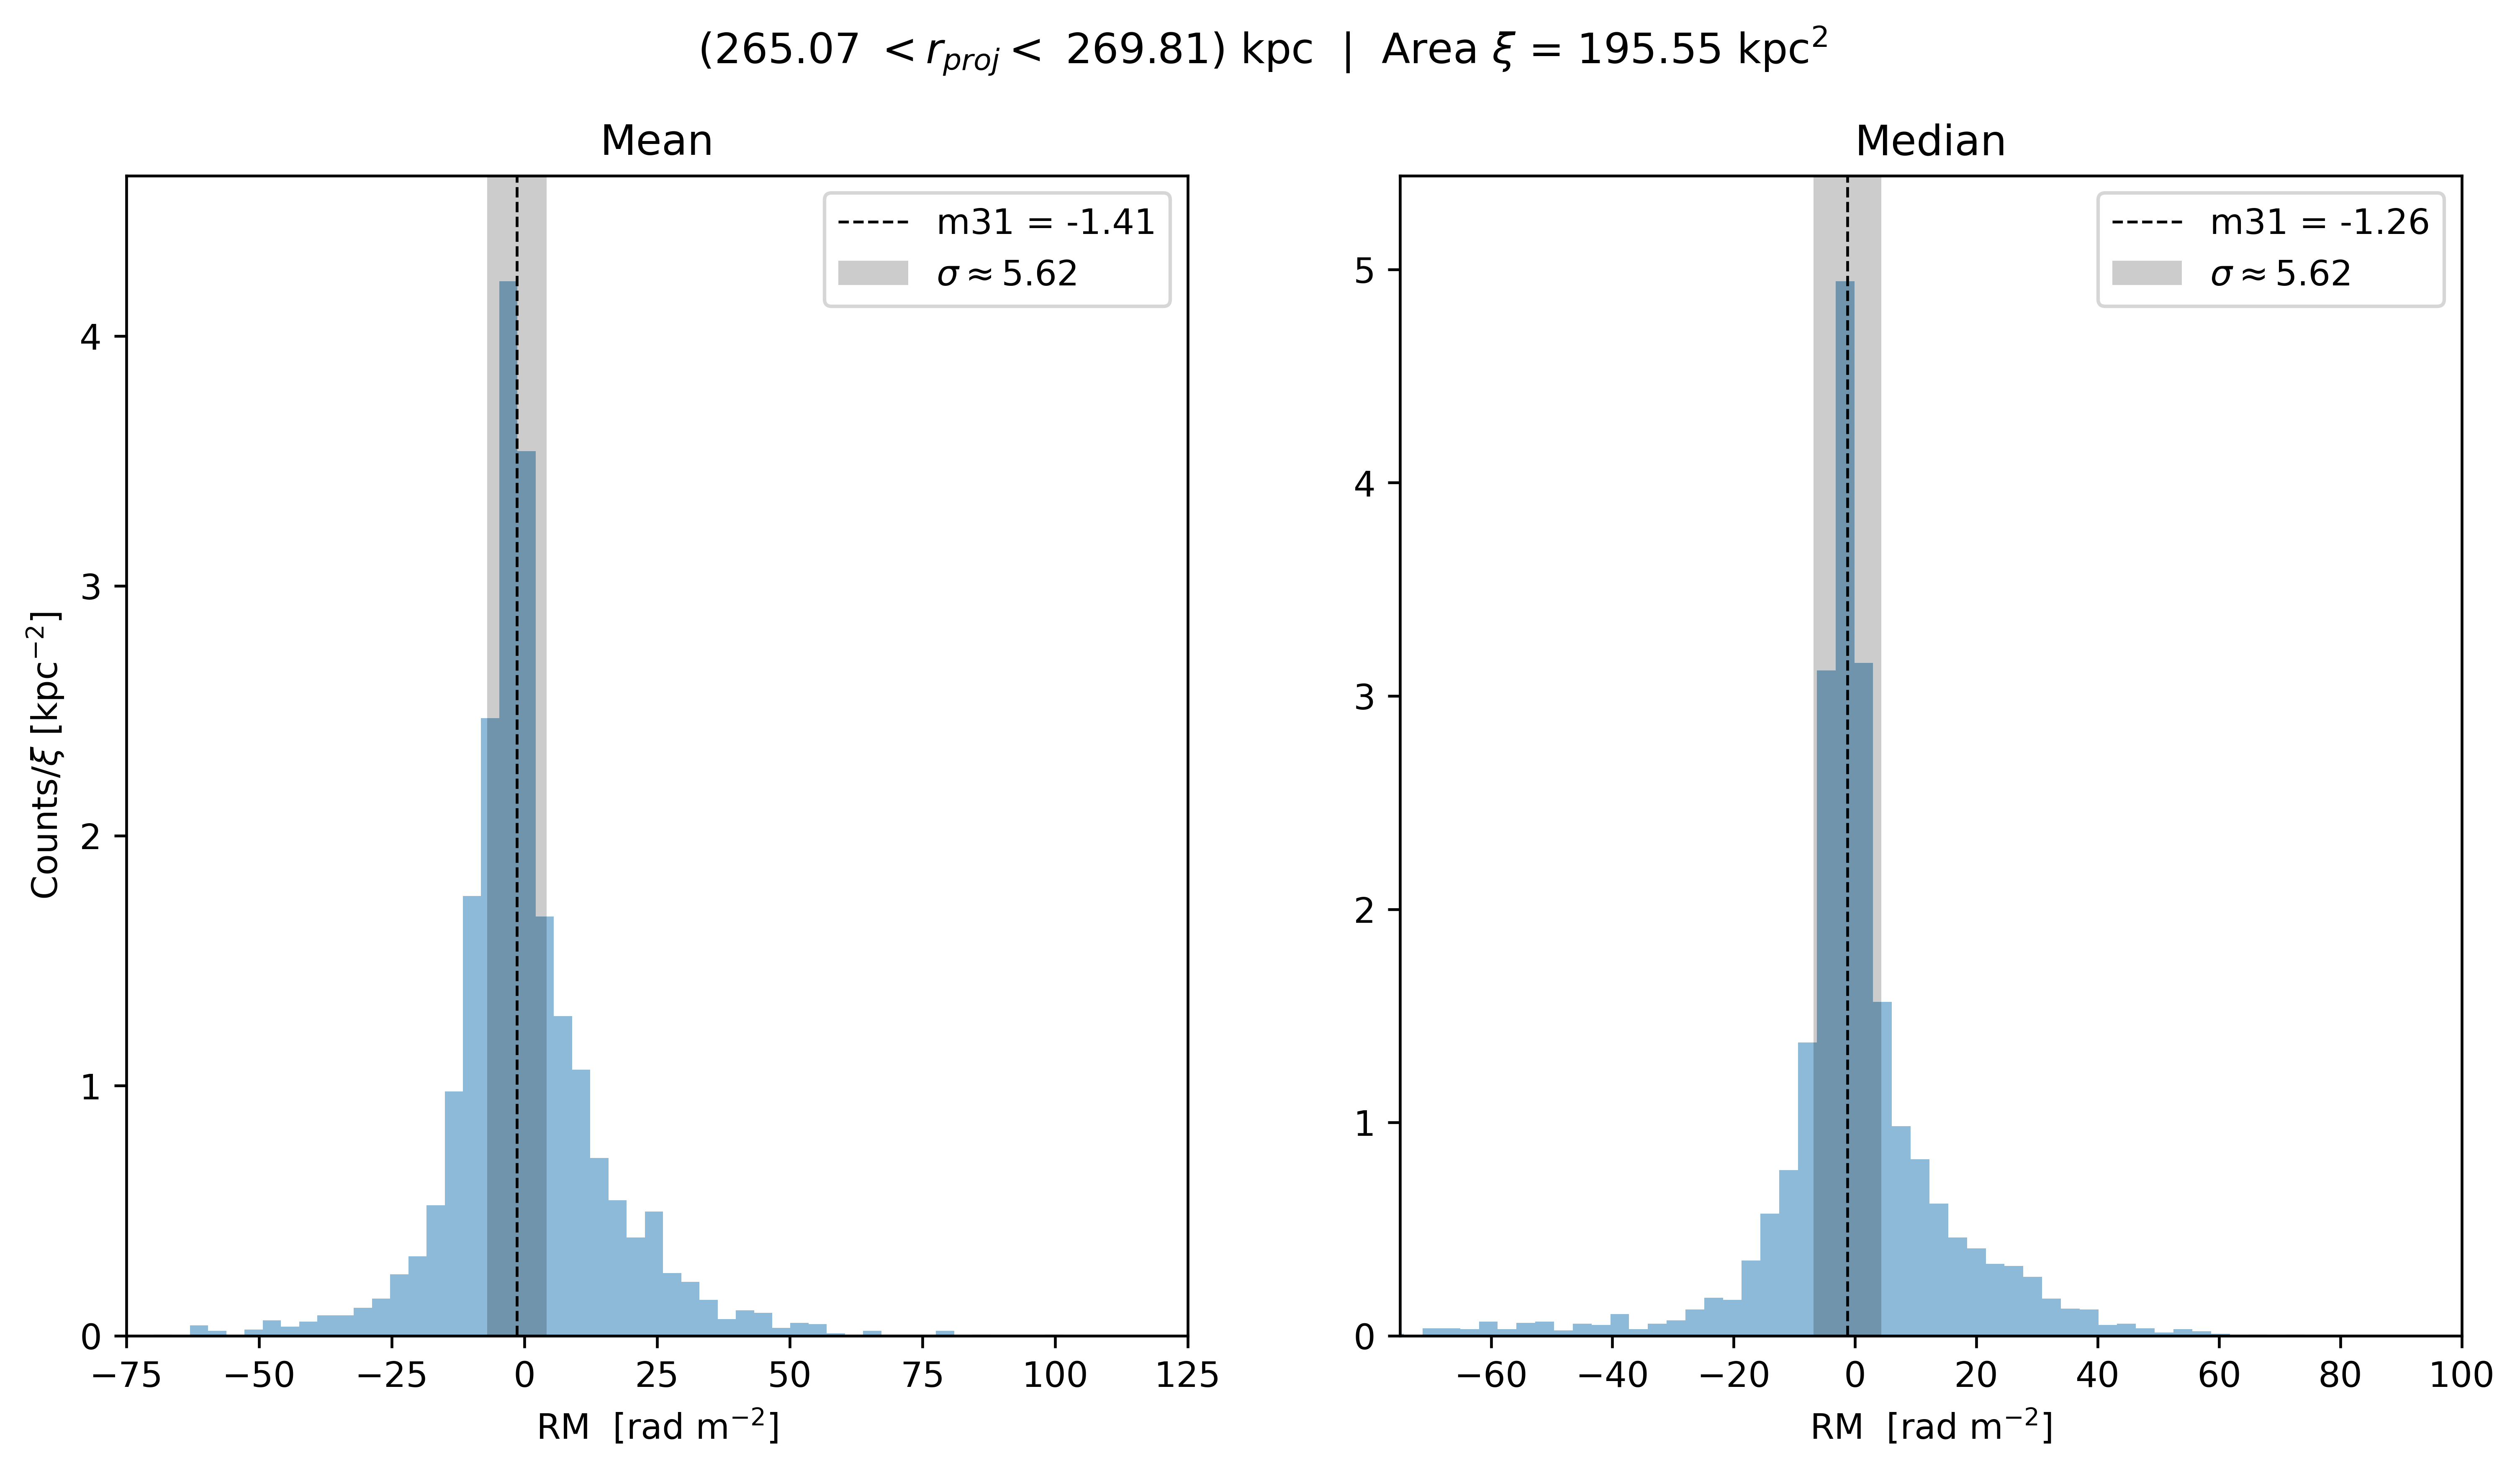 (265.07 < r_proj < 269.81) kpc | Area ξ = 195.55 kpc²
Mean
m31 = -1.41
σ ≈ 5.62
Counts/ξ [kpc⁻²]
4
3
2
1
0
−75 −50 −25 0 25 50 75 100 125
RM [rad m⁻²]
Median
m31 = -1.26
σ ≈ 5.62
5
4
3
2
1
0
−60 −40 −20 0 20 40 60 80 100
RM [rad m⁻²]